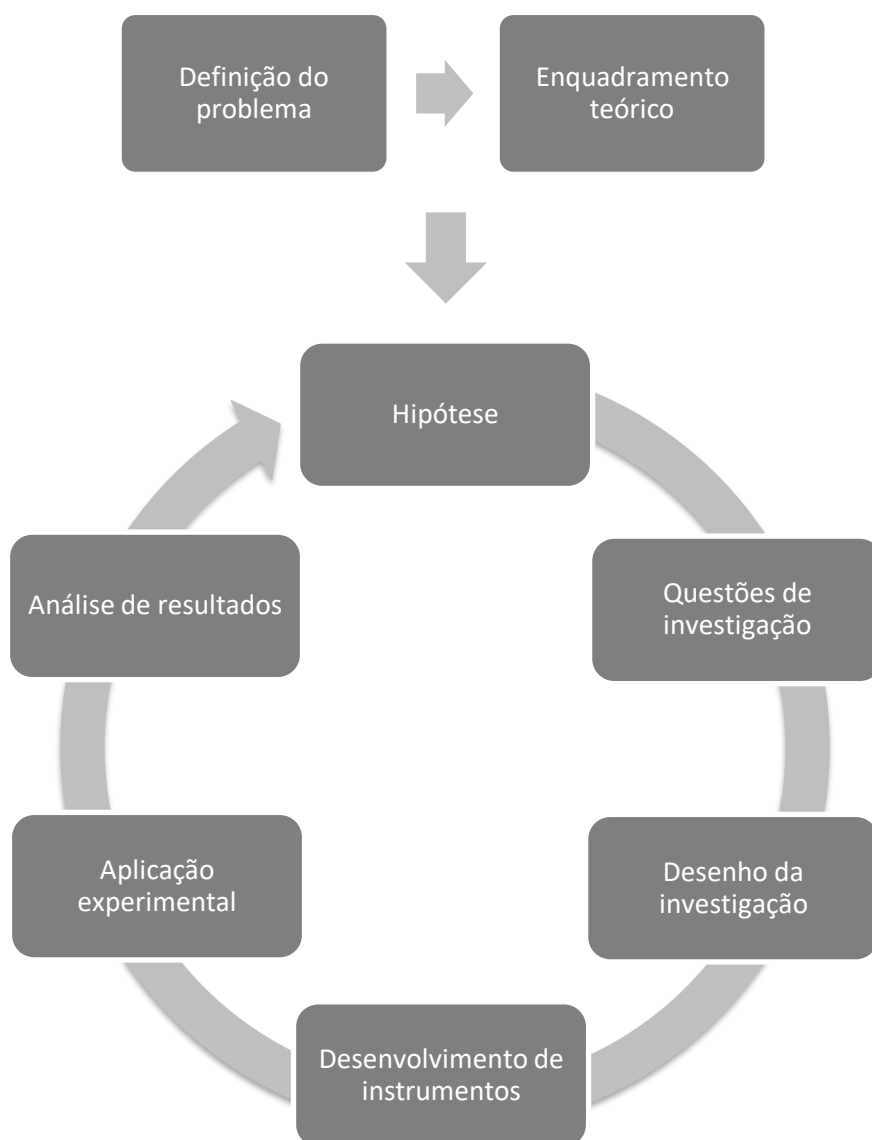 Definição do
problema
Enquadramento
teórico
Hipótese
Questões de
investigação
Desenho da
investigação
Desenvolvimento de
instrumentos
Aplicação
experimental
Análise de resultados